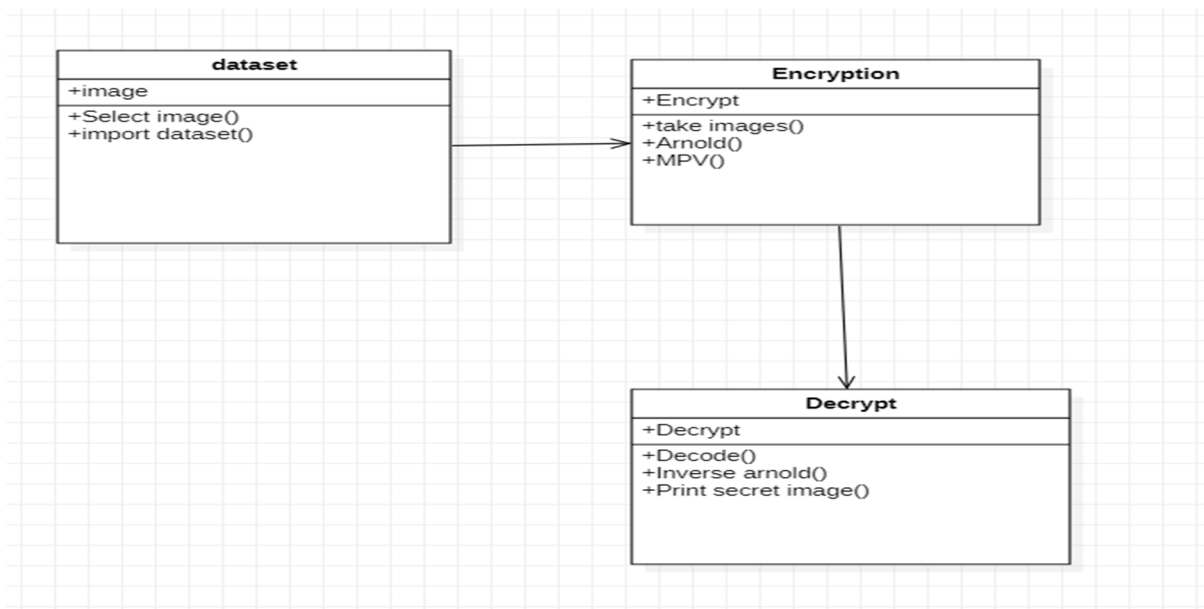 dataset
+image
+Select image()
+import dataset()
Encryption
+Encrypt
+take images()
+Arnold()
+MPV()
Decrypt
+Decrypt
+Decode()
+Inverse arnold()
+Print secret image()